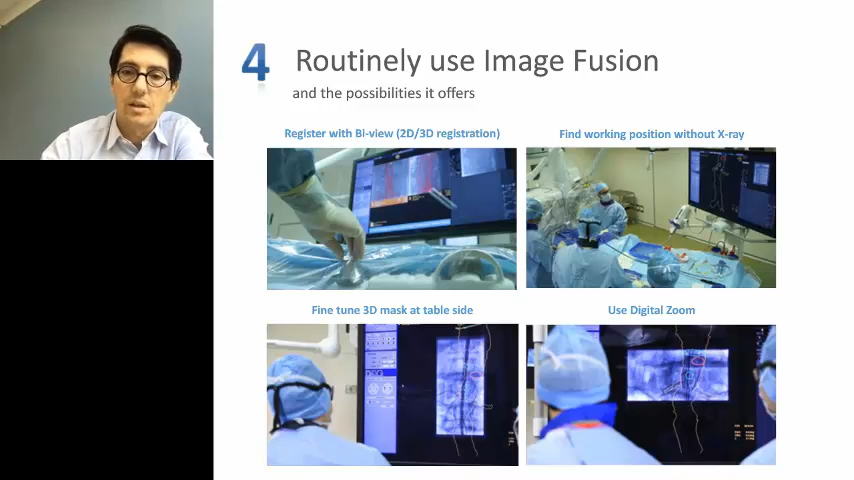 4 Routinely use Image Fusion
and the possibilities it offers
Register with Bi-view (2D/3D registration)
Find working position without X-ray
Fine tune 3D mask at table side
Use Digital Zoom